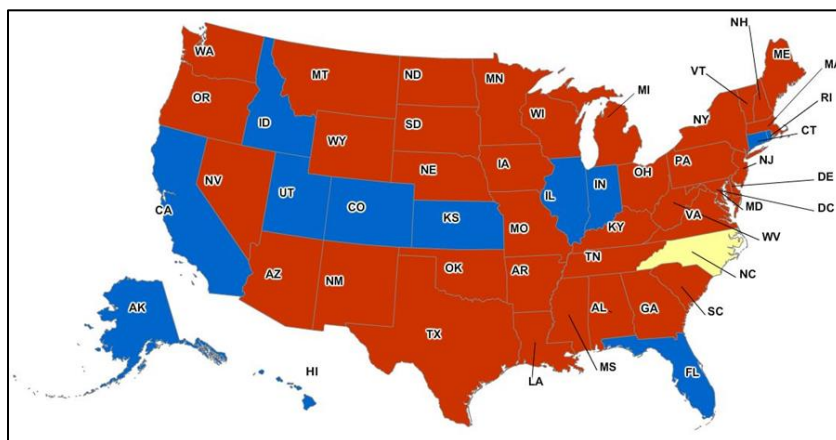 WA
MT
ND
MN
OR
ID
WY
SD
WI
MI
NH
VT
ME
MA
RI
CT
NY
NJ
PA
DE
MD
DC
NV
UT
CO
NE
IA
IL
IN
OH
KS
MO
KY
VA
WV
CA
AZ
NM
OK
AR
TN
NC
SC
TX
LA
MS
AL
GA
FL
AK
HI